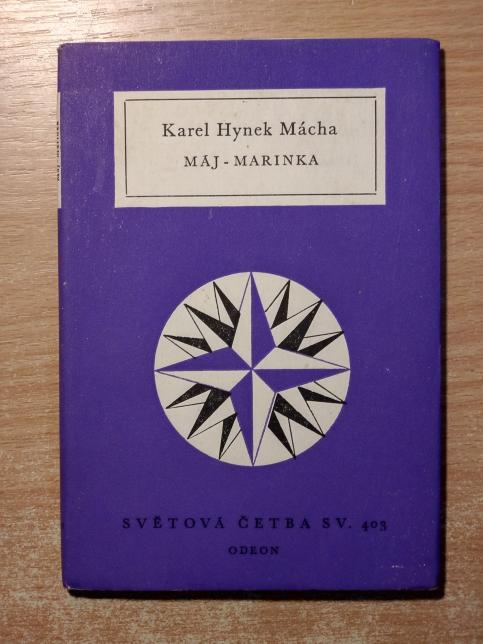 Karel Hynek Mácha
MÁJ - MARINKA
SVĚTOVÁ ČETBA SV. 403
ODEON